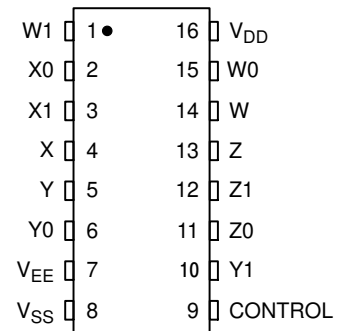 W1 1 16 VDD
X0 2 15 W0
X1 3 14 W
X 4 13 Z
Y 5 12 Z1
Y0 6 11 Z0
VEE 7 10 Y1
VSS 8 9 CONTROL